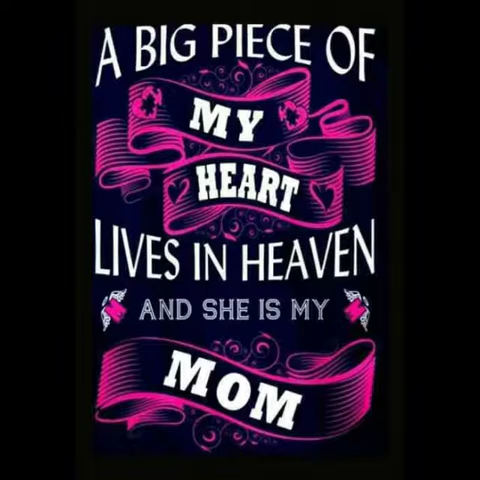 A BIG PIECE OF
MY
HEART
LIVES IN HEAVEN
AND SHE IS MY
MOM